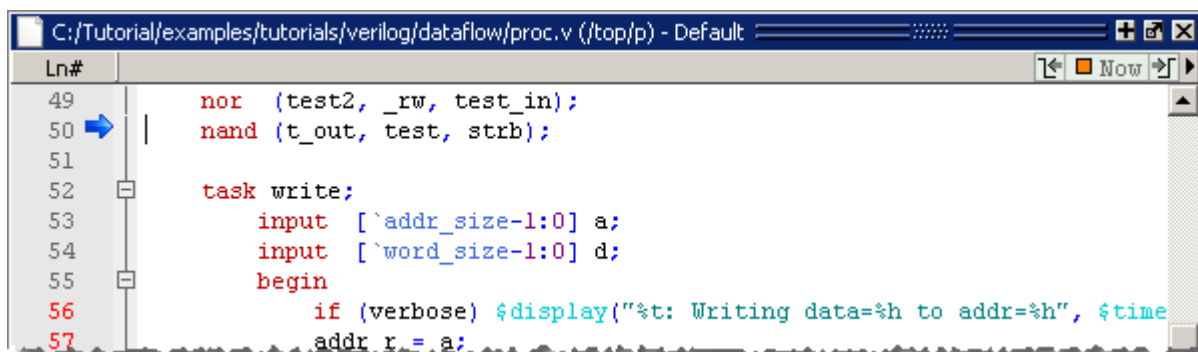 C:/Tutorial/examples/tutorials/verilog/dataflow/proc.v (/top/p) - Default
Ln# Now
49 nor (test2, _rw, test_in);
50 nand (t_out, test, strb);
51
52 task write;
53 input [`addr_size-1:0] a;
54 input [`word_size-1:0] d;
55 begin
56 if (verbose) $display("%t: Writing data=%h to addr=%h", $time
57 addr_r = a;